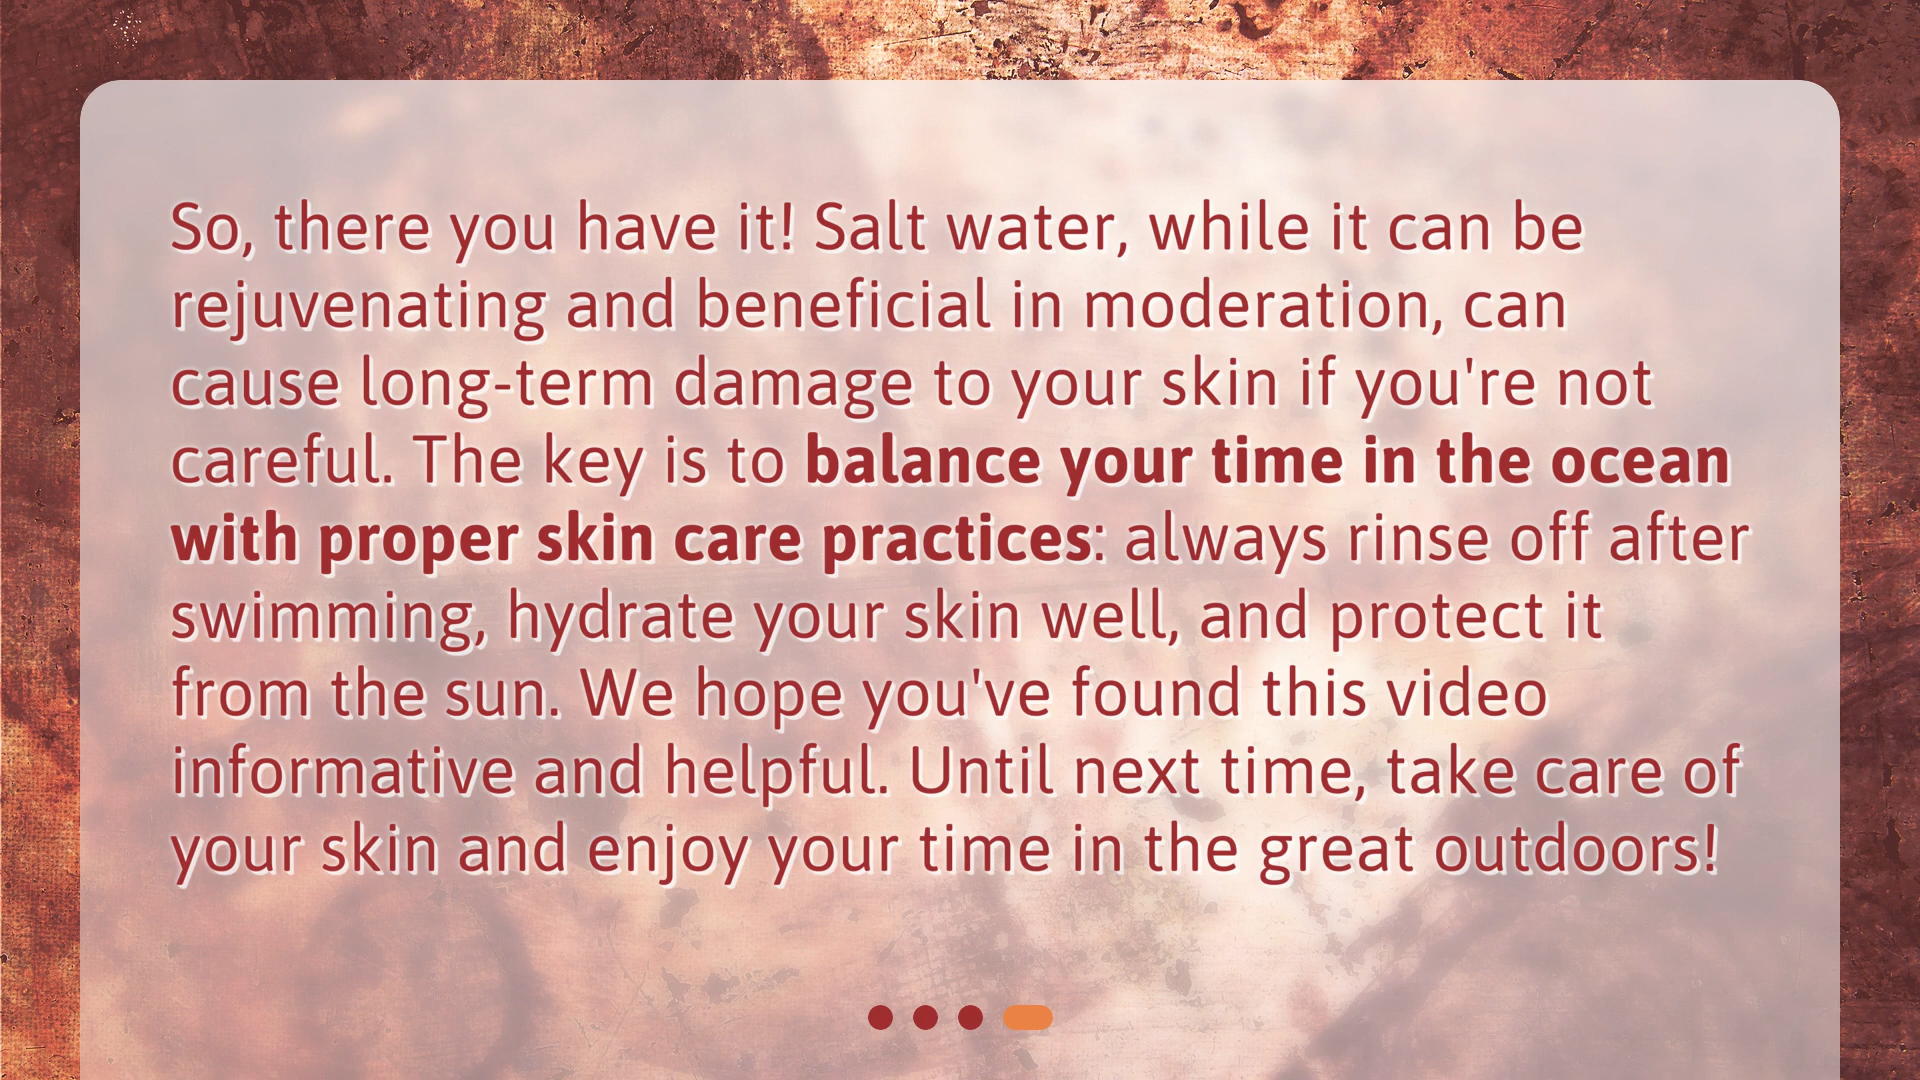 So, there you have it! Salt water, while it can be
rejuvenating and beneficial in moderation, can
cause long-term damage to your skin if you're not
careful. The key is to balance your time in the ocean
with proper skin care practices: always rinse off after
swimming, hydrate your skin well, and protect it
from the sun. We hope you've found this video
informative and helpful. Until next time, take care of
your skin and enjoy your time in the great outdoors!